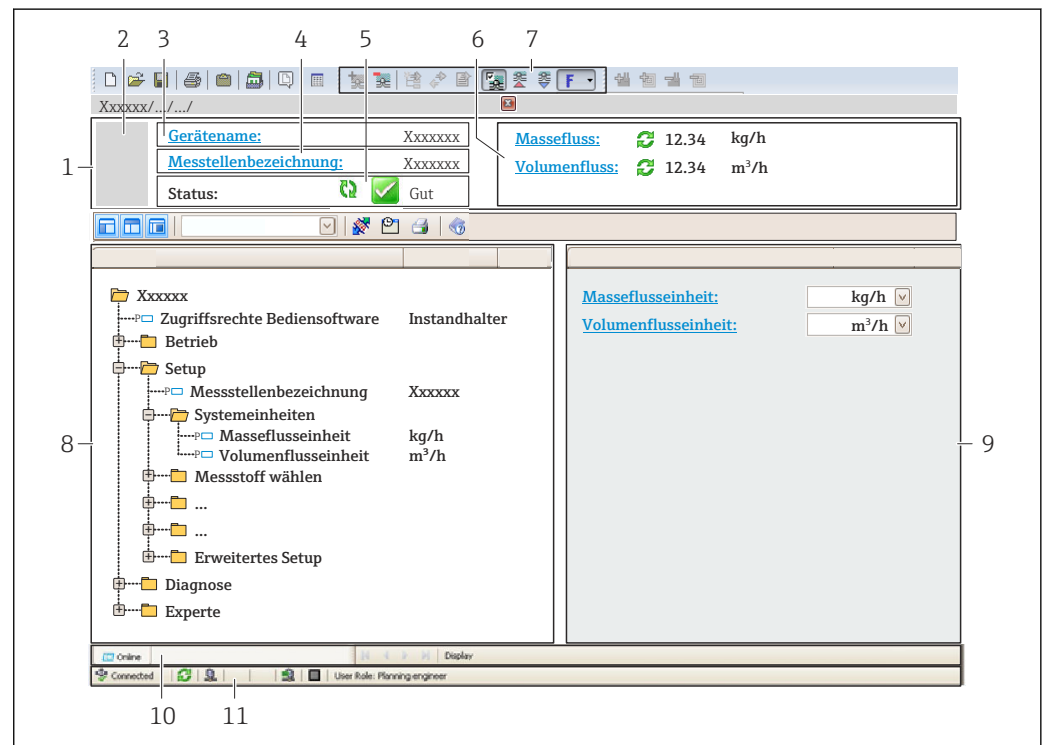 2 3 4 5 6 7
F
Xxxxxx/.../.../
1
Gerätename: Xxxxxxx
Messtellenbezeichnung: Xxxxxxx
Status: Gut
Massefluss: 12.34 kg/h
Volumenfluss: 12.34 m³/h
Xxxxxx
P Zugriffsrechte Bediensoftware Instandhalter
Betrieb
Setup
P Messstellenbezeichnung Xxxxxx
Systemeinheiten
P Masseflusseinheit kg/h
P Volumenflusseinheit m³/h
Messstoff wählen
...
...
Erweitertes Setup
Diagnose
Experte
8
Masseflusseinheit: kg/h
Volumenflusseinheit: m³/h
9
Online Display
Connected User Role: Planning engineer
10 11